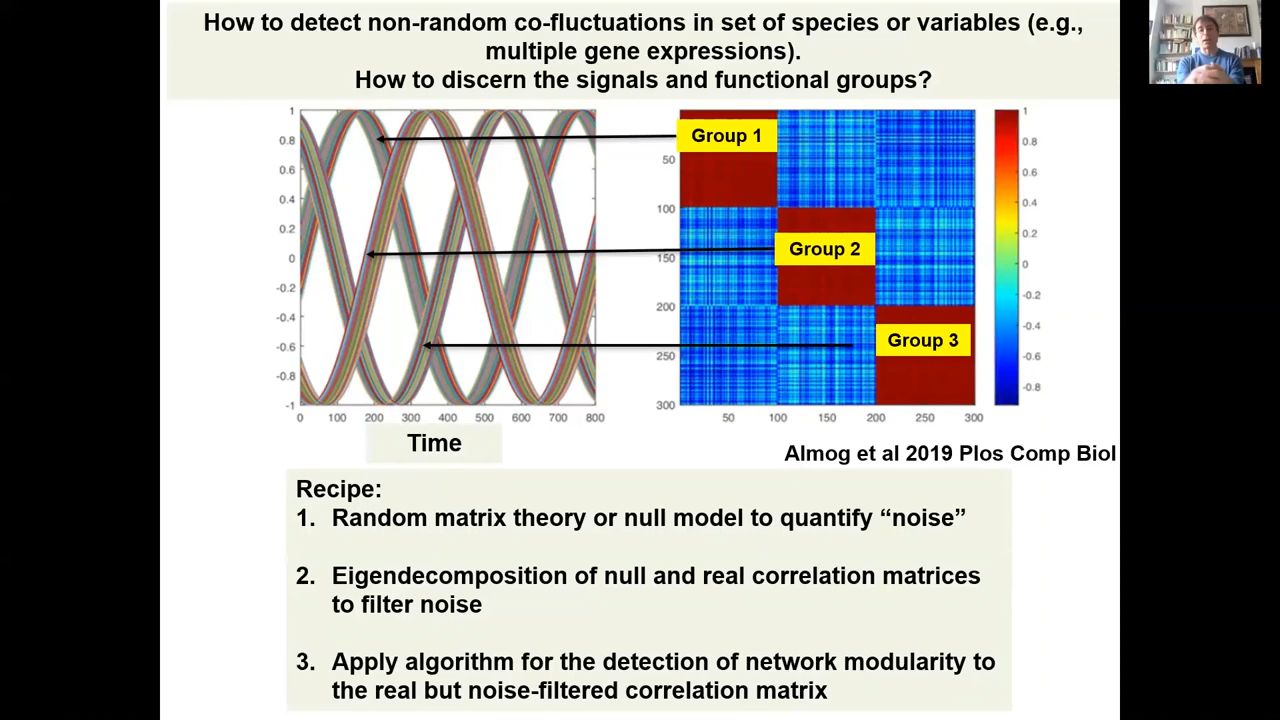 How to detect non-random co-fluctuations in set of species or variables (e.g.,
multiple gene expressions).
How to discern the signals and functional groups?
1
0.8
0.6
0.4
0.2
0
-0.2
-0.4
-0.6
-0.8
-1
0 100 200 300 400 500 600 700 800
Time
Group 1
Group 2
Group 3
50
100
150
200
250
300
50 100 150 200 250 300
1
0.8
0.6
0.4
0.2
0
-0.2
-0.4
-0.6
-0.8
Almog et al 2019 Plos Comp Biol
Recipe:
1. Random matrix theory or null model to quantify “noise”
2. Eigendecomposition of null and real correlation matrices
to filter noise
3. Apply algorithm for the detection of network modularity to
the real but noise-filtered correlation matrix